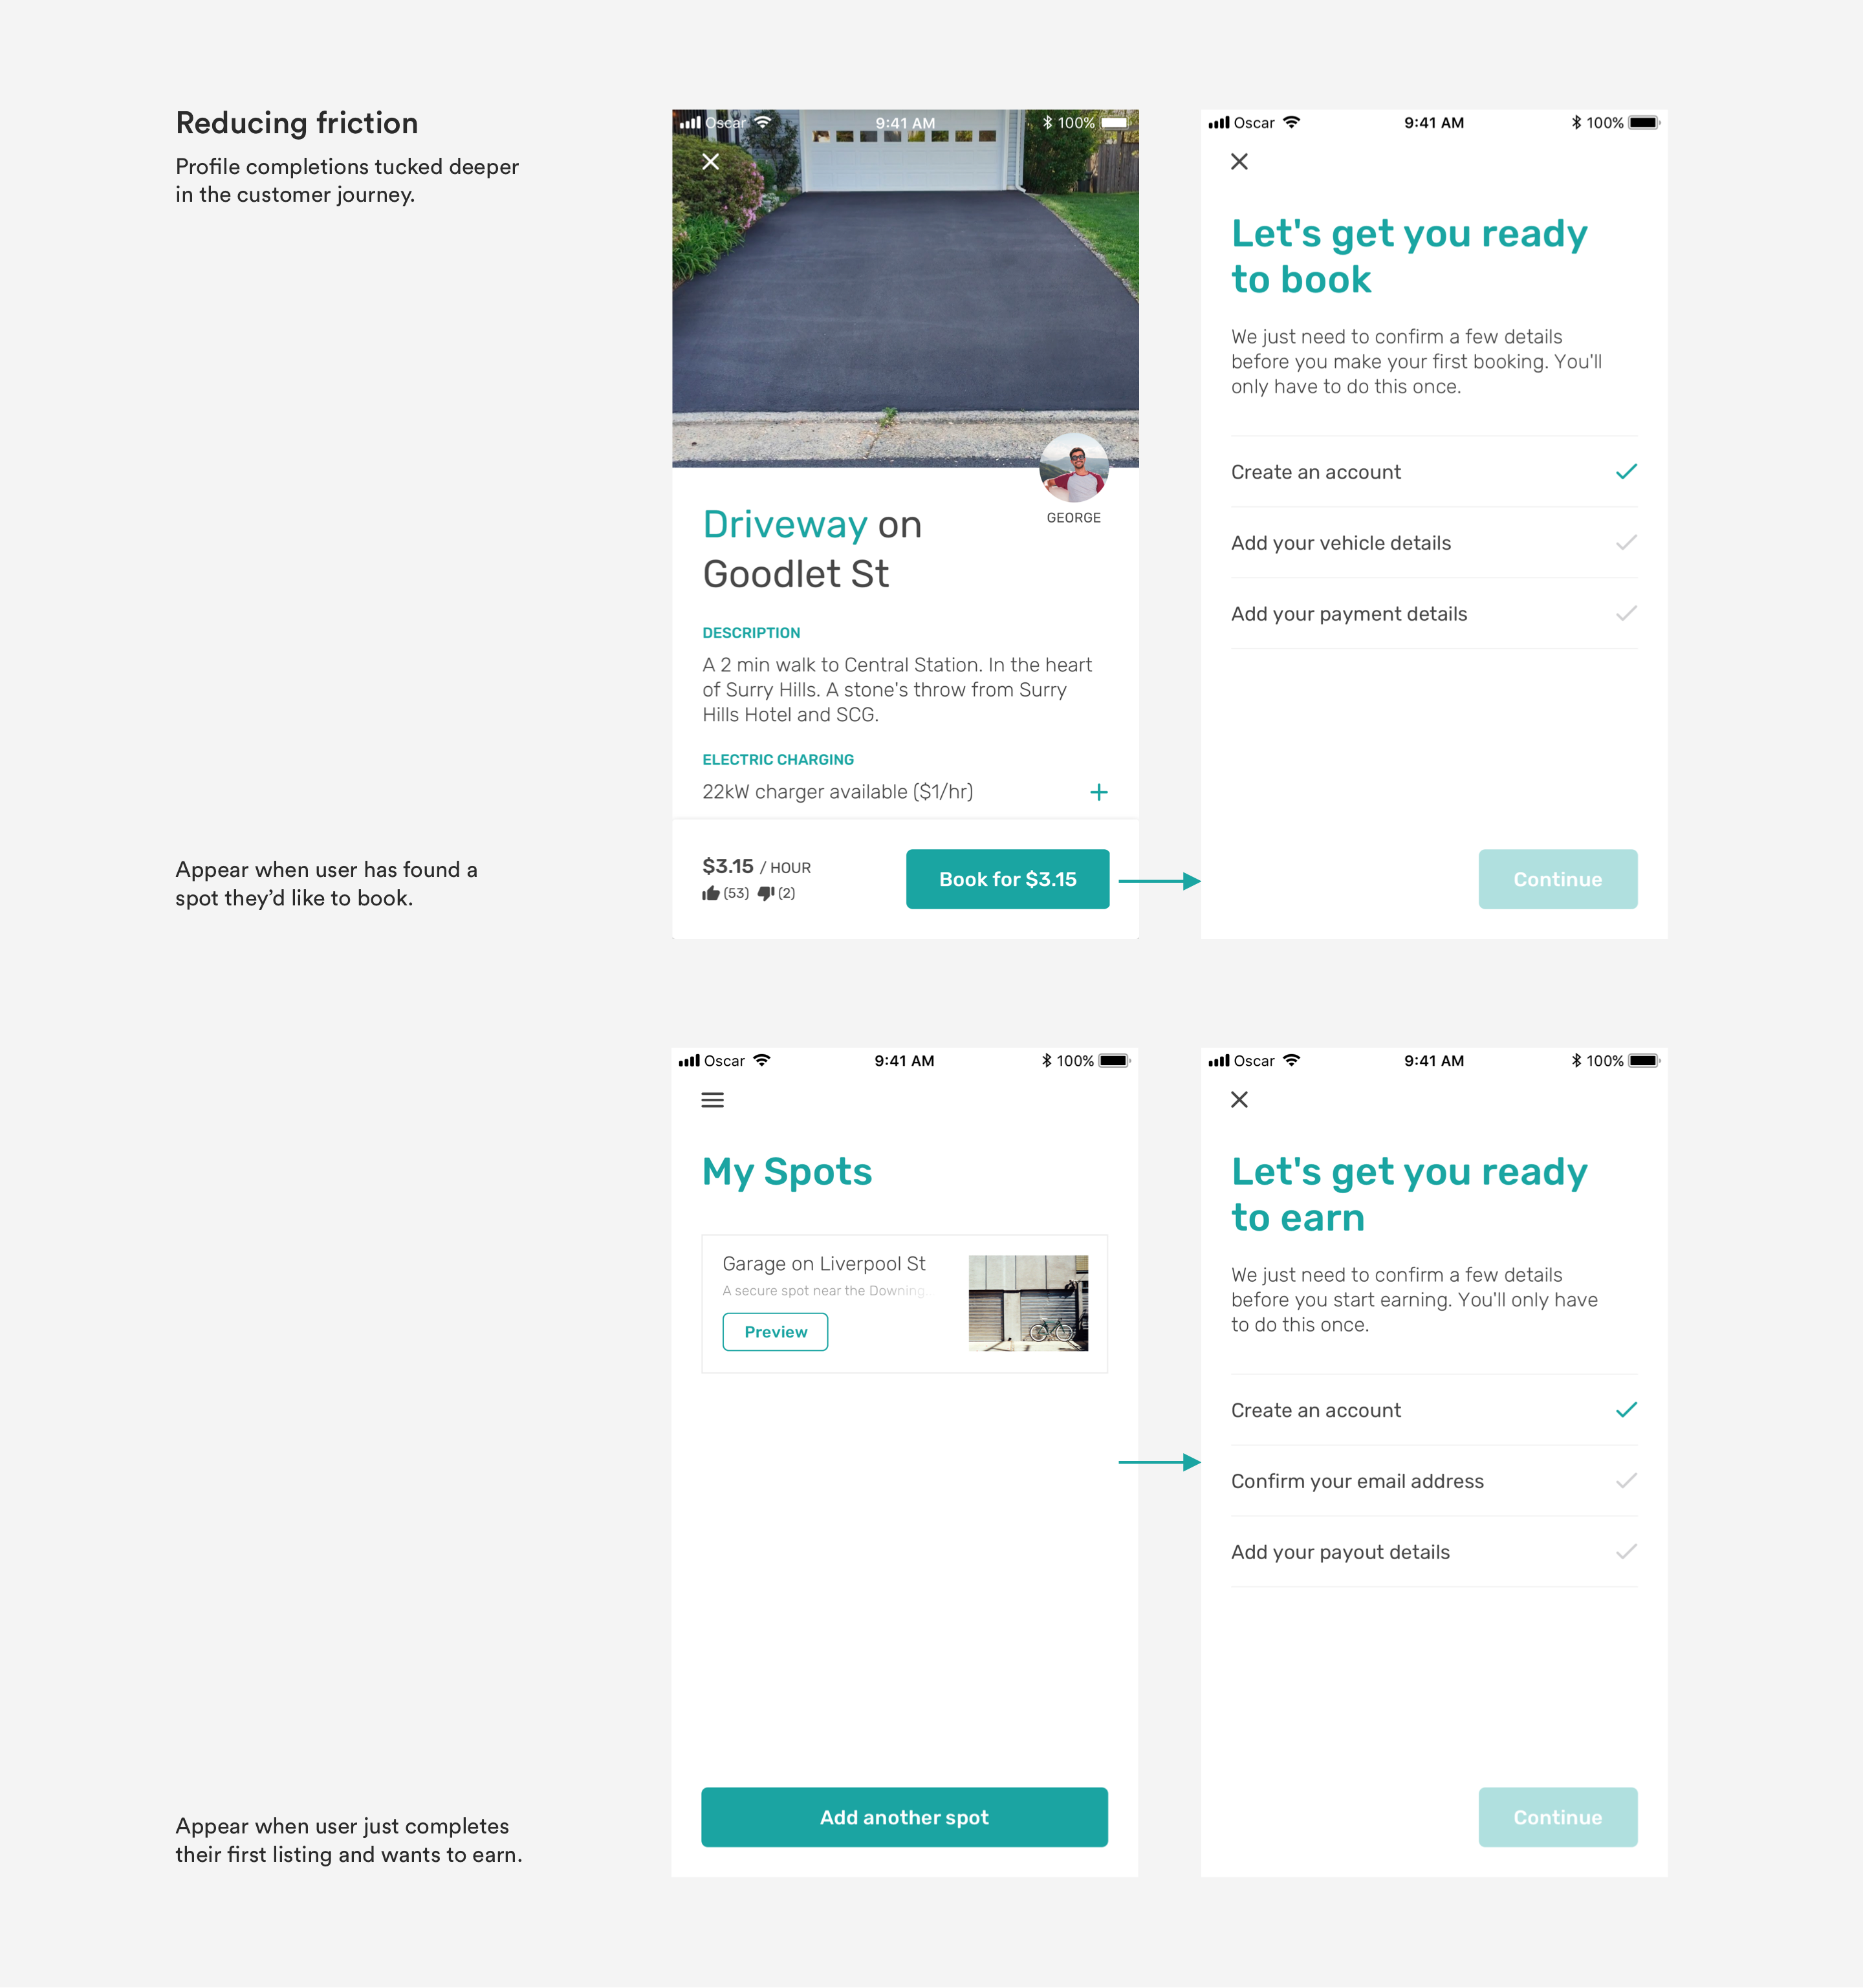 Reducing friction
Profile completions tucked deeper
in the customer journey.
Oscar
9:41 AM
100%
Driveway on
Goodlet St
GEORGE
DESCRIPTION
A 2 min walk to Central Station. In the heart
of Surry Hills. A stone's throw from Surry
Hills Hotel and SCG.
ELECTRIC CHARGING
22kW charger available ($1/hr)
+
Appear when user has found a
spot they’d like to book.
$3.15 / HOUR
(53) (2)
Book for $3.15
Oscar
9:41 AM
100%
Let's get you ready
to book
We just need to confirm a few details
before you make your first booking. You'll
only have to do this once.
Create an account
Add your vehicle details
Add your payment details
Continue
Oscar
9:41 AM
100%
My Spots
Garage on Liverpool St
A secure spot near the Downing...
Preview
Add another spot
Appear when user just completes
their first listing and wants to earn.
Oscar
9:41 AM
100%
Let's get you ready
to earn
We just need to confirm a few details
before you start earning. You'll only have
to do this once.
Create an account
Confirm your email address
Add your payout details
Continue